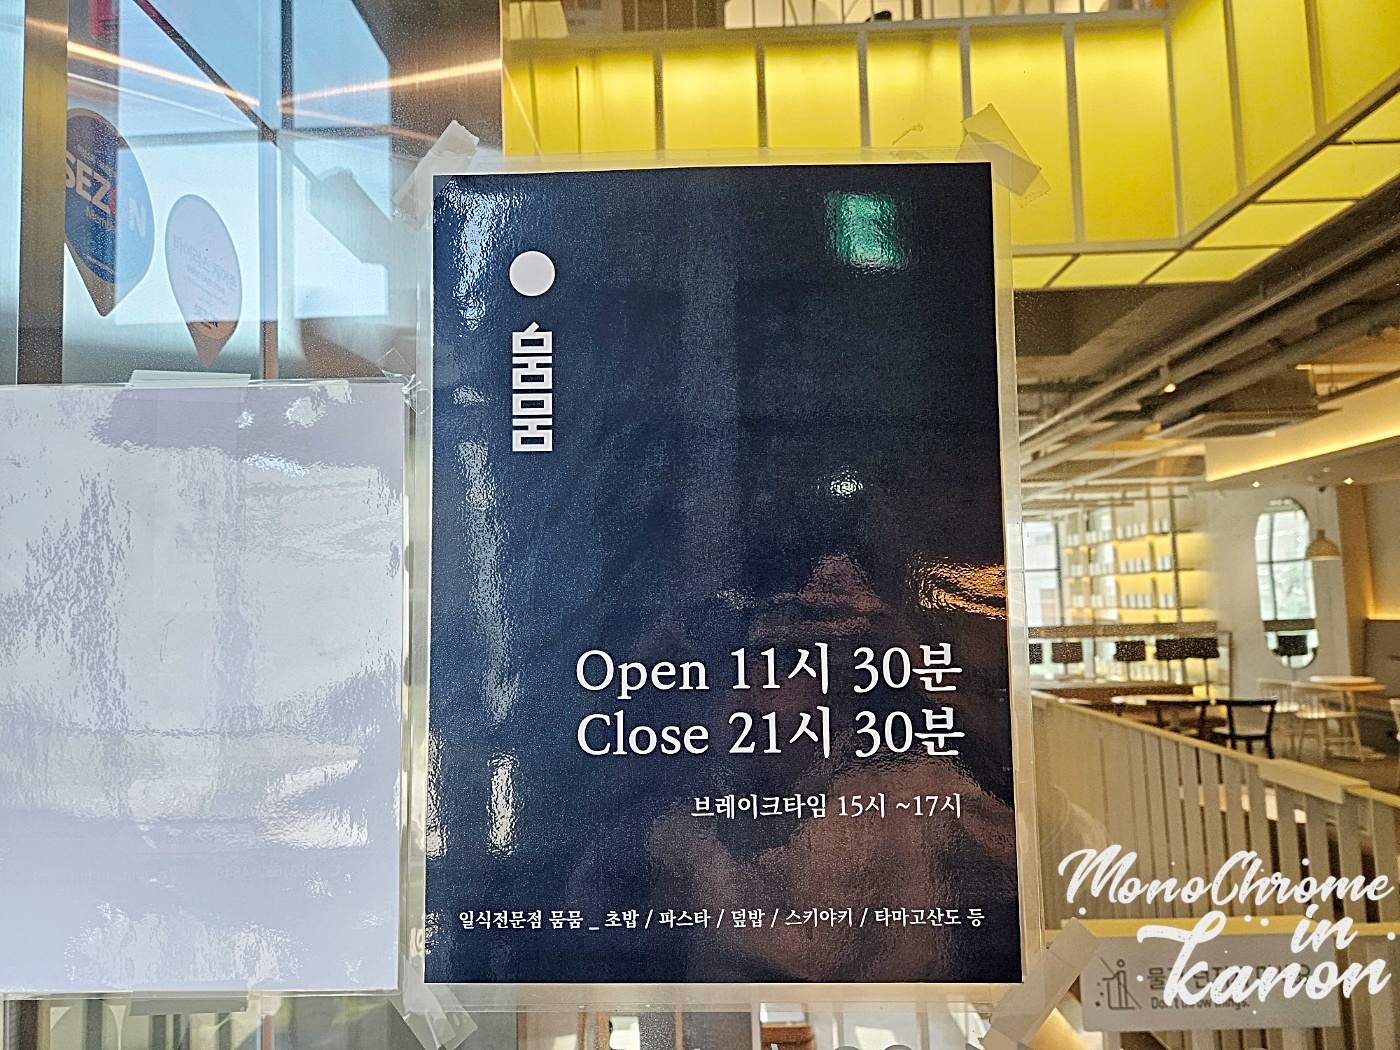 뭄뭄
Open 11시 30분
Close 21시 30분
브레이크타임 15시 ~17시
일식전문점 뭄뭄 _ 초밥 / 파스타 / 덮밥 / 스키야키 / 타마고산도 등
MonoChrome
in
Kanon